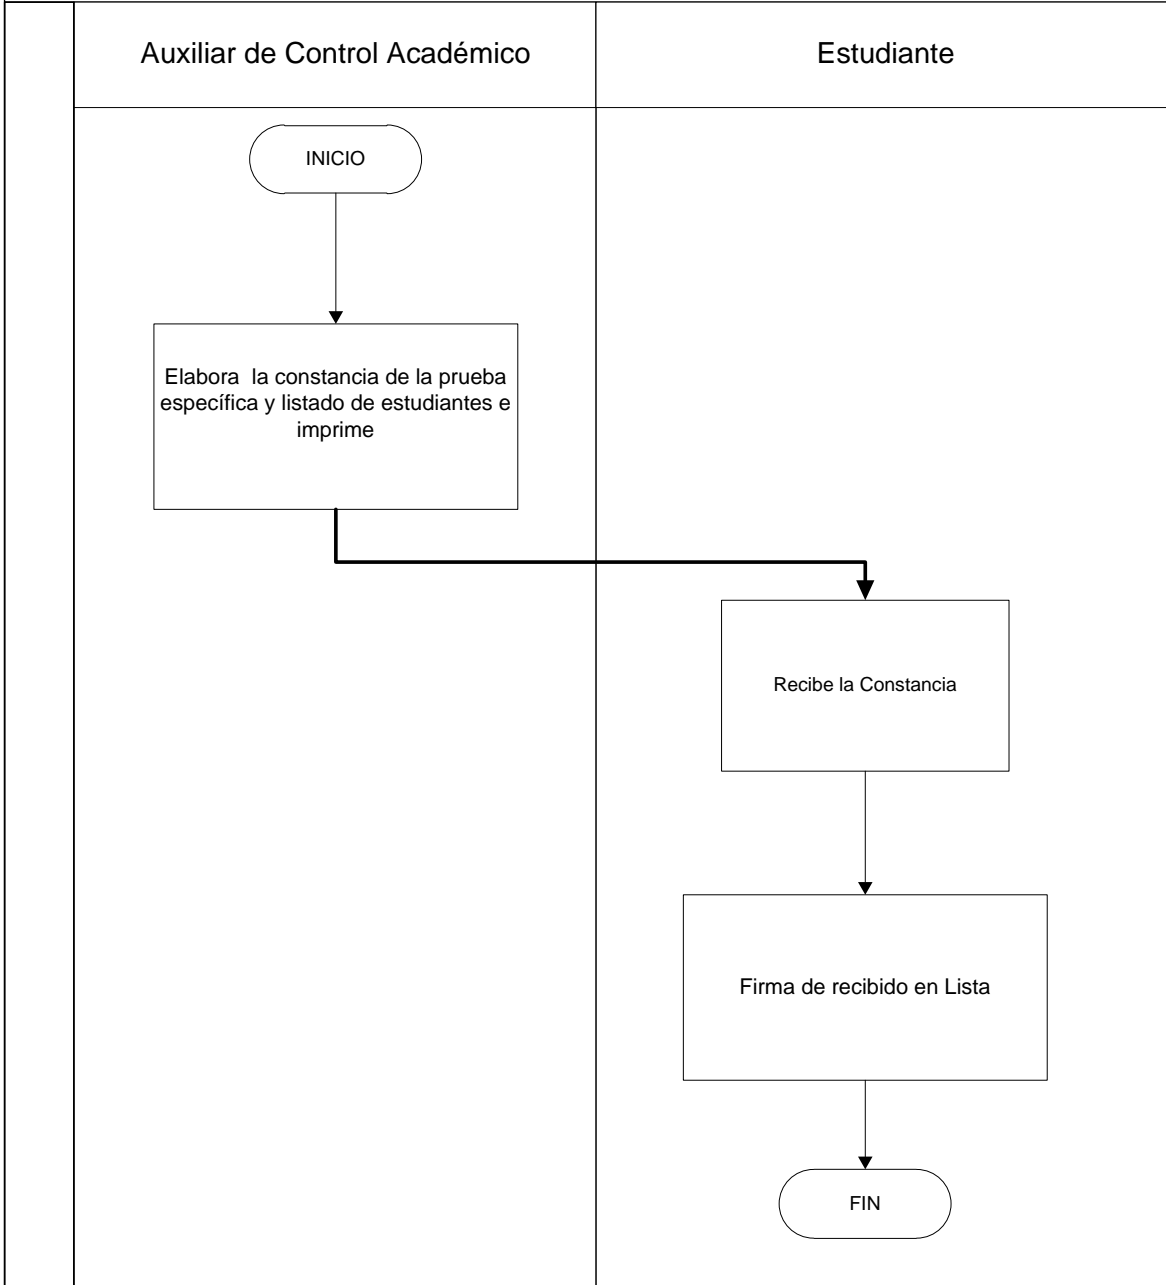 Auxiliar de Control Académico
Estudiante
INICIO
Elabora  la constancia de la prueba
específica y listado de estudiantes e
imprime
Recibe la Constancia
Firma de recibido en Lista
FIN